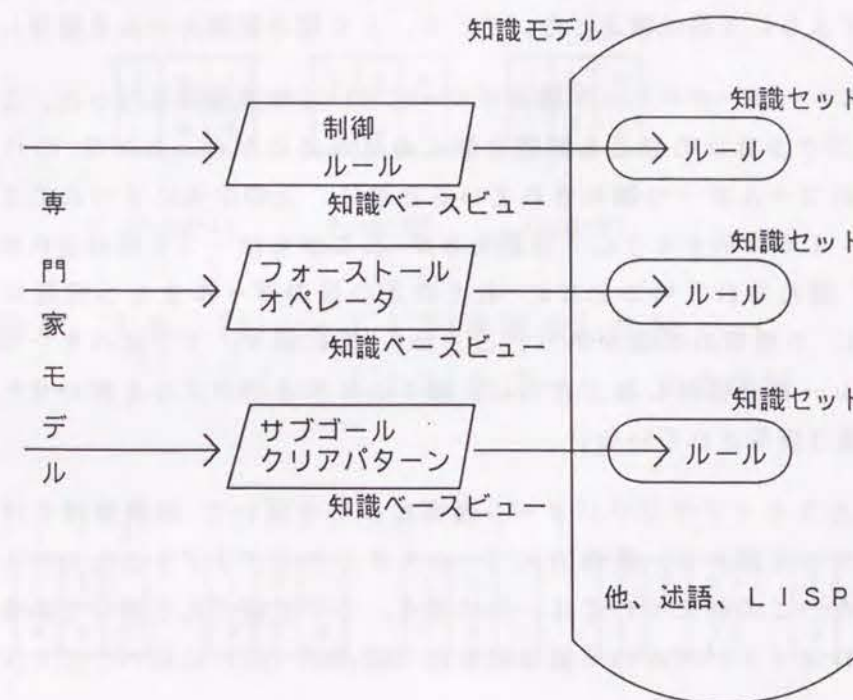 知識モデル
知識セット
制御
ルール
ルール
知識ベースビュー
専門家モデル
知識セット
フォーストール
オペレータ
ルール
知識ベースビュー
知識セット
サブゴール
クリアパターン
ルール
知識ベースビュー
他、述語、LISP